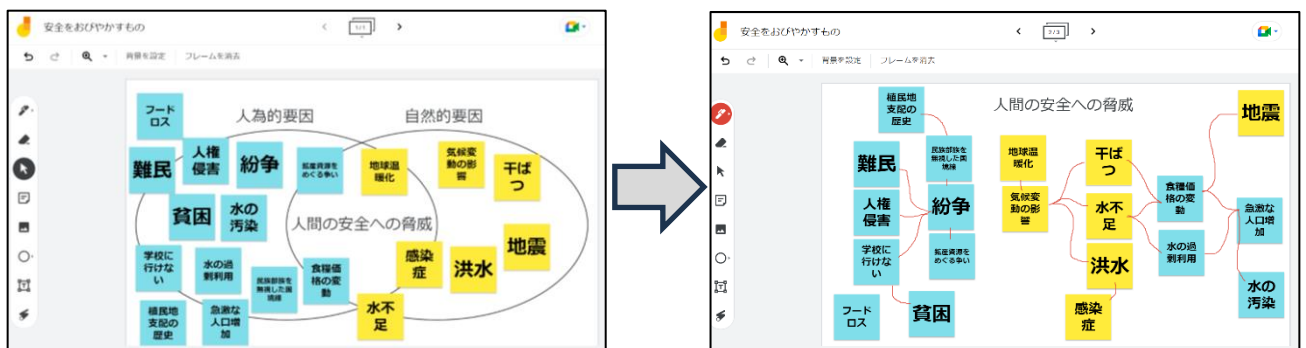 安全をおびやかすもの
1/1
背景を設定 フレームを消去
人為的要因
自然的要因
フード
ロス
難民
人権
侵害
紛争
鉱産資源を
めぐる争い
地球温
暖化
気候変
動の影
響
干ば
つ
貧困
水の
汚染
人間の安全への脅威
学校に
行けな
い
水の過
剰利用
民族部族を
無視した国
境線
食糧価
格の変
動
感染
症
洪水
地震
植民地
支配の
歴史
急激な
人口増
加
水不
足
安全をおびやかすもの
2/3
背景を設定 フレームを消去
植民地
支配の
歴史
人間の安全への脅威
地震
難民
民族部族を
無視した国
境線
地球温
暖化
干ば
つ
人権
侵害
紛争
気候変
動の影
響
水不
足
食糧価
格の変
動
急激な
人口増
加
学校に
行けな
い
鉱産資源を
めぐる争い
洪水
水の過
剰利用
水の
汚染
フード
ロス
貧困
感染
症